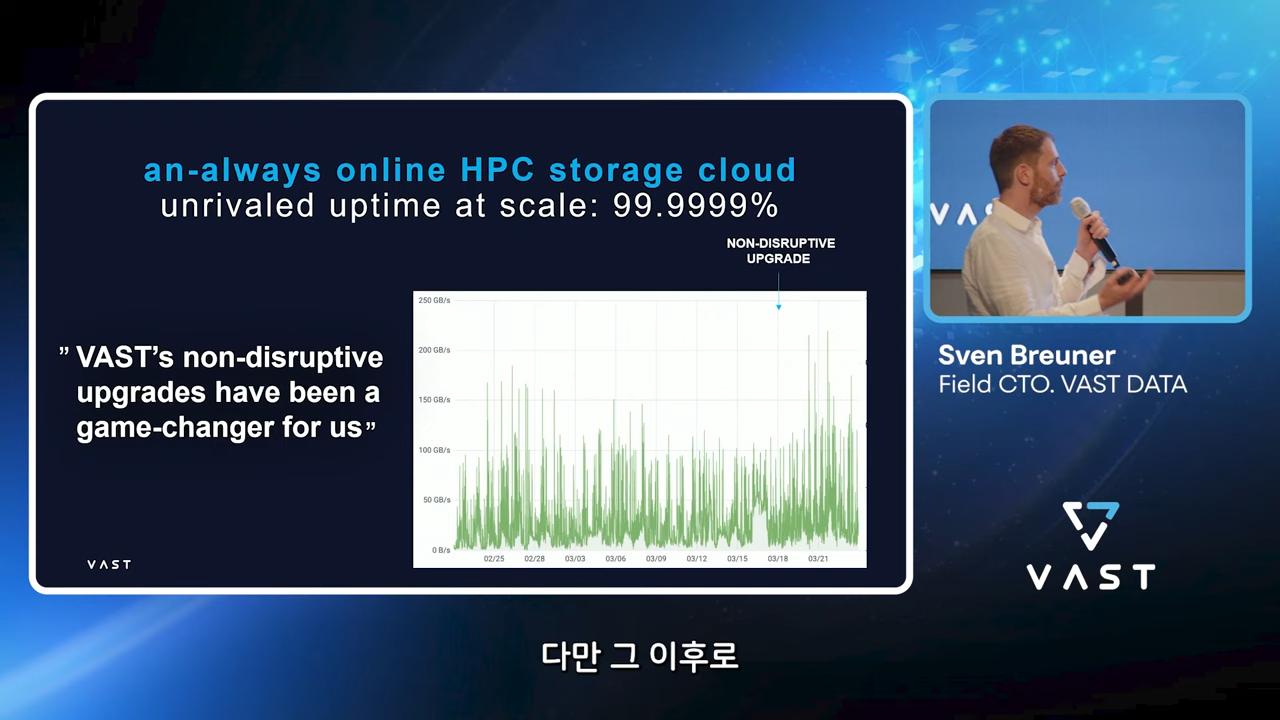 an-always online HPC storage cloud
unrivaled uptime at scale: 99.9999%
NON-DISRUPTIVE
UPGRADE
” VAST’s non-disruptive
upgrades have been a
game-changer for us”
250 GB/s
200 GB/s
150 GB/s
100 GB/s
50 GB/s
0 B/s
02/25 02/28 03/03 03/06 03/09 03/12 03/15 03/18 03/21
VAST
VAS
Sven Breuner
Field CTO. VAST DATA
VAST
다만 그 이후로